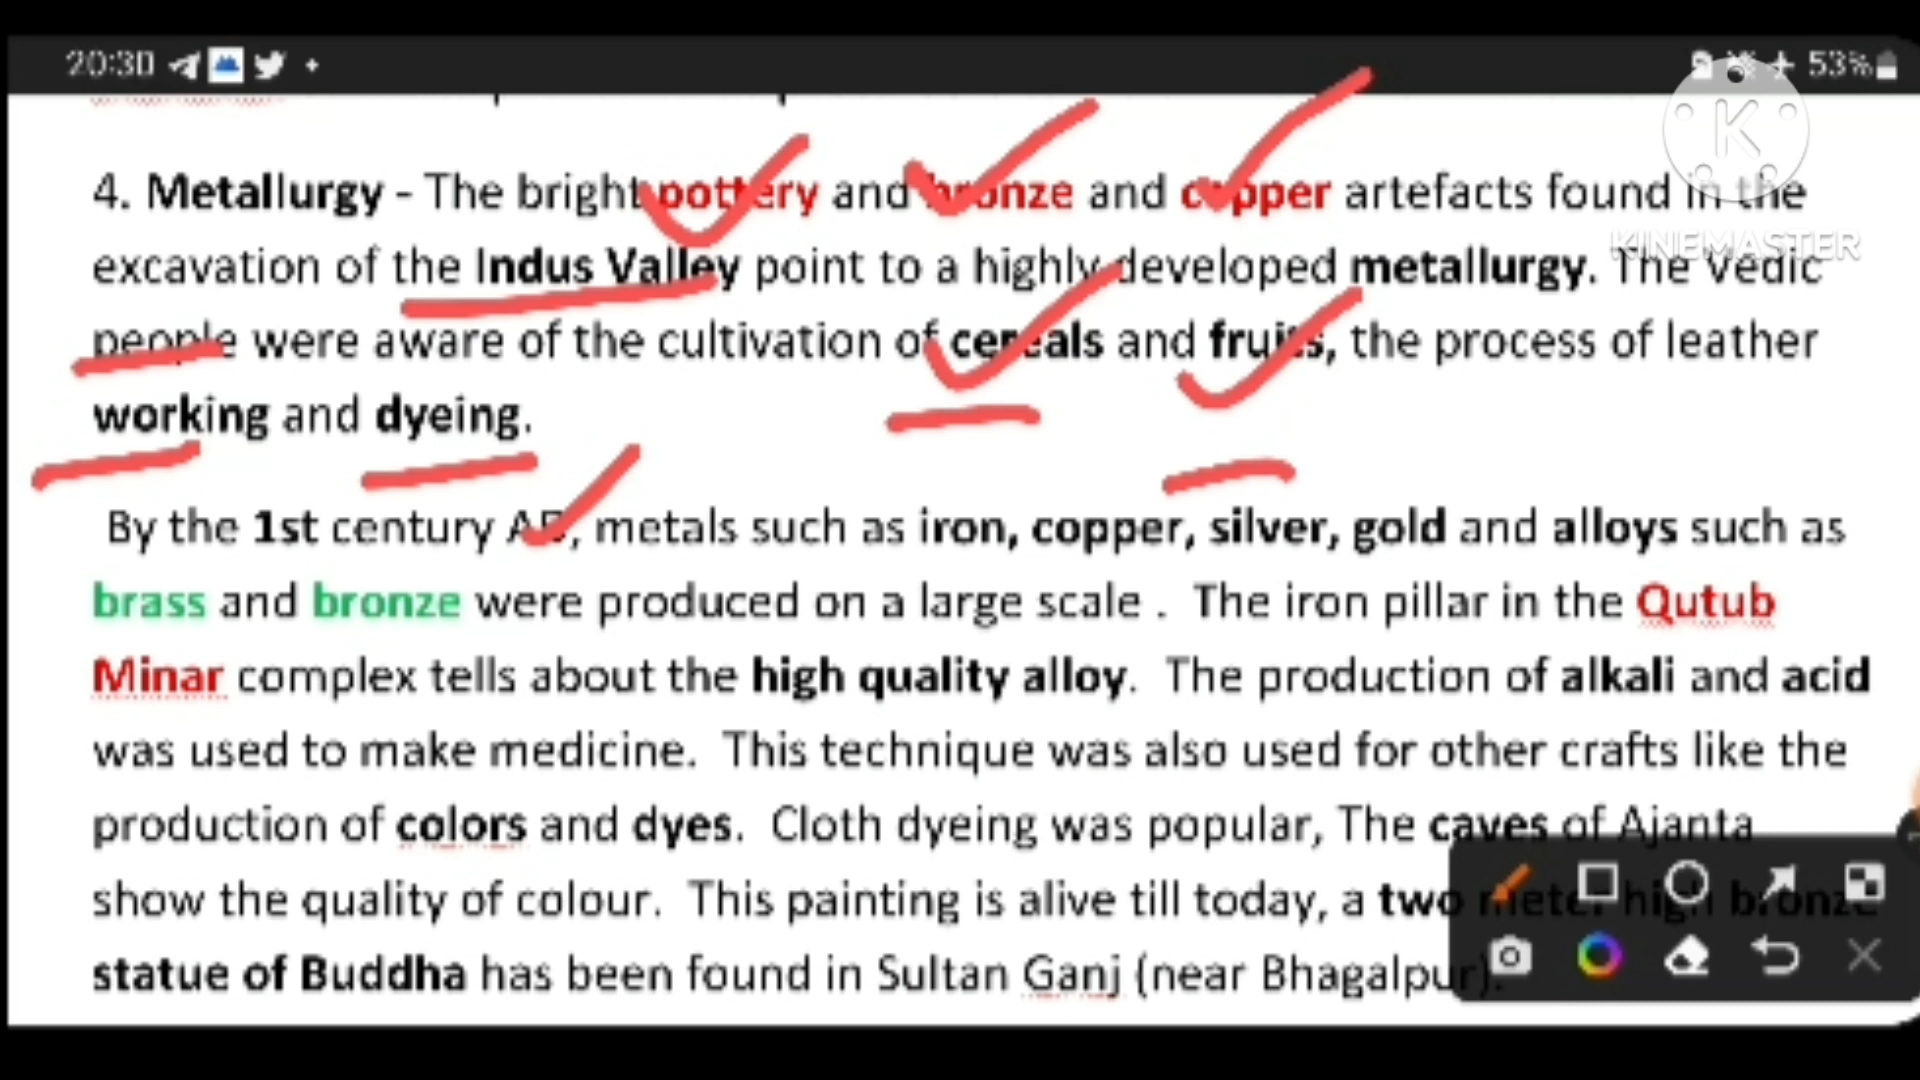 20:30
53%
K
KINEMASTER
4. Metallurgy - The bright pottery and bronze and copper artefacts found in the
excavation of the Indus Valley point to a highly developed metallurgy. The Vedic
people were aware of the cultivation of cereals and fruits, the process of leather
working and dyeing.
By the 1st century AD, metals such as iron, copper, silver, gold and alloys such as
brass and bronze were produced on a large scale . The iron pillar in the Qutub
Minar complex tells about the high quality alloy. The production of alkali and acid
was used to make medicine. This technique was also used for other crafts like the
production of colors and dyes. Cloth dyeing was popular, The caves of Ajanta
show the quality of colour. This painting is alive till today, a two meter high bronze
statue of Buddha has been found in Sultan Ganj (near Bhagalpur).